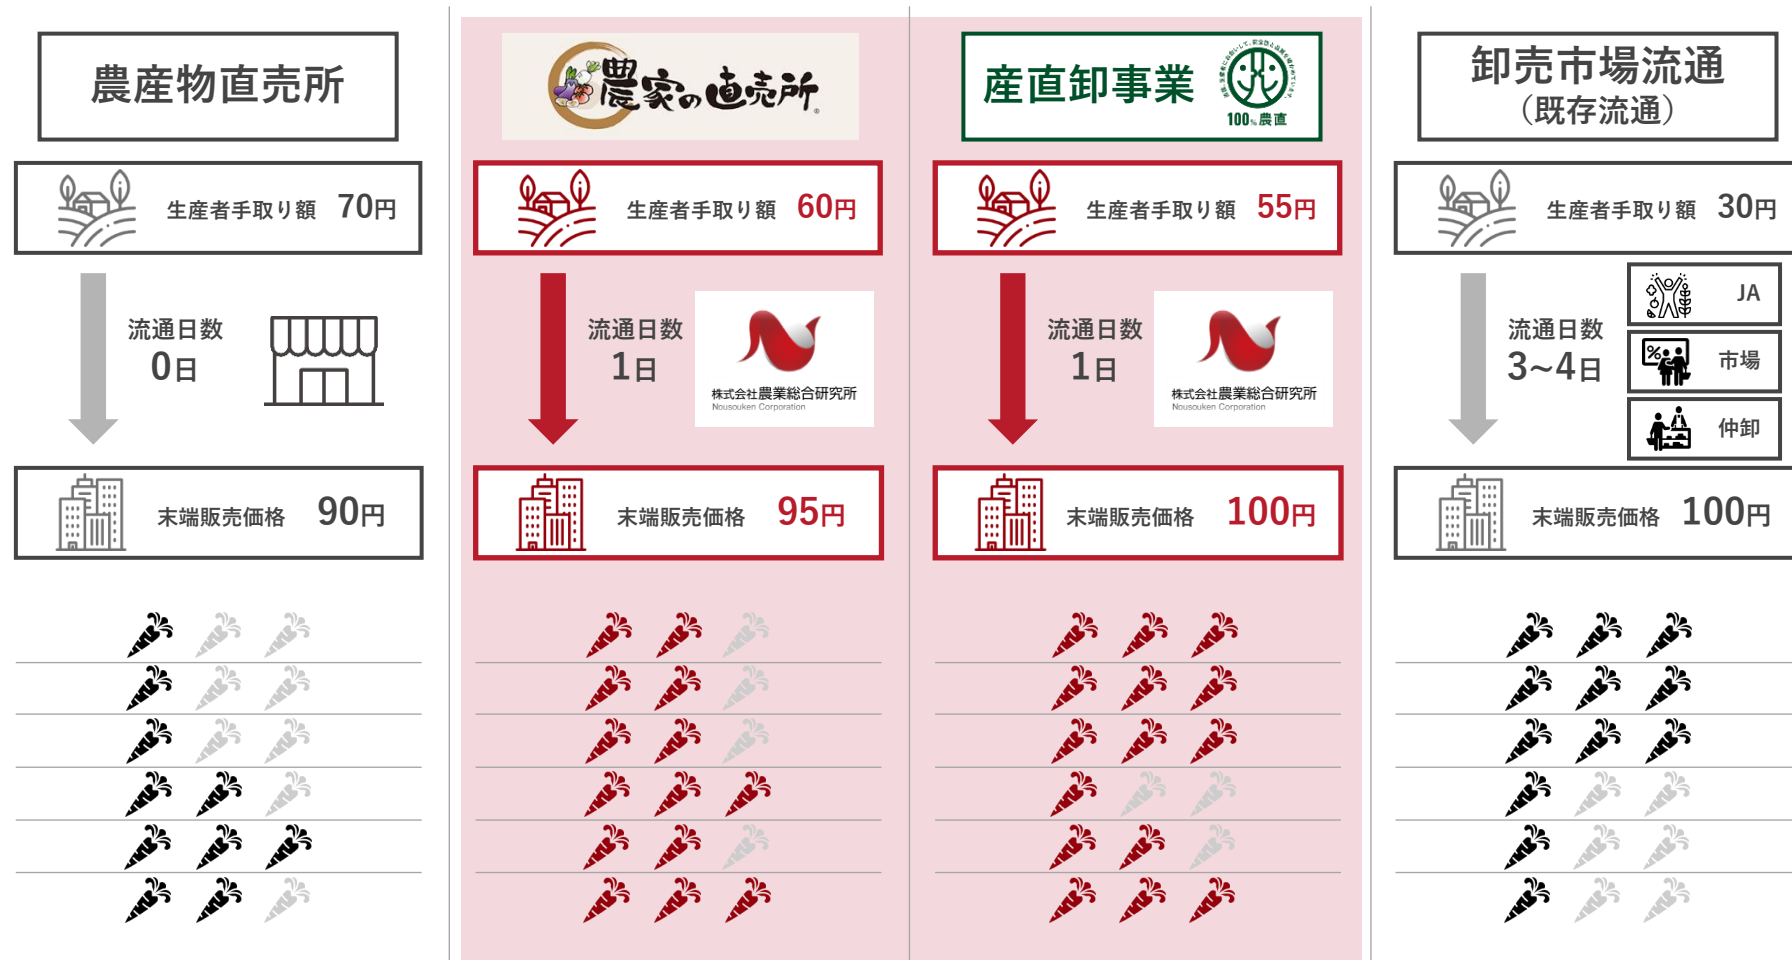 農産物直売所
生産者手取り額 70円
流通日数
0日
末端販売価格 90円
農家の直売所
生産者手取り額 60円
流通日数
1日
株式会社農業総合研究所
Nousouken Corporation
末端販売価格 95円
産直卸事業
100%農直
生産者手取り額 55円
流通日数
1日
株式会社農業総合研究所
Nousouken Corporation
末端販売価格 100円
卸売市場流通
（既存流通）
生産者手取り額 30円
流通日数
3~4日
JA
市場
仲卸
末端販売価格 100円